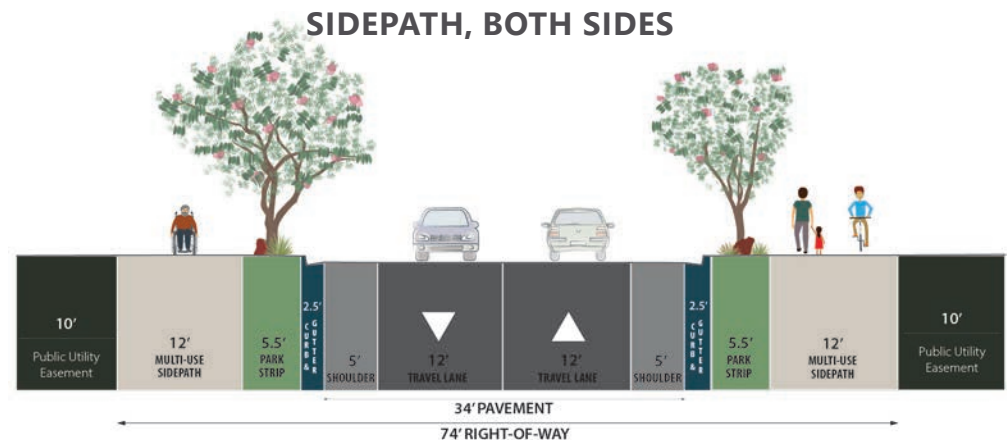 SIDEPATH, BOTH SIDES
10’
Public Utility
Easement
12’
MULTI-USE
SIDEPATH
5.5’
PARK
STRIP
2.5’
CURB &
GUTTER
5’
SHOULDER
12’
TRAVEL LANE
12’
TRAVEL LANE
5’
SHOULDER
2.5’
CURB &
GUTTER
5.5’
PARK
STRIP
12’
MULTI-USE
SIDEPATH
10’
Public Utility
Easement
34’ PAVEMENT
74’ RIGHT-OF-WAY